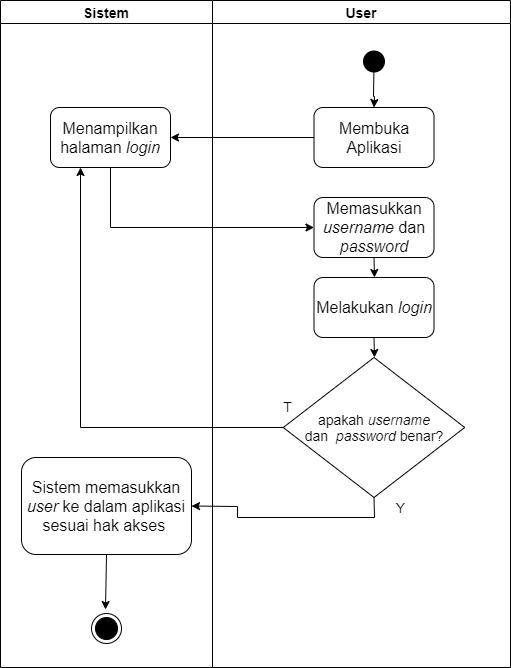 Sistem
User
Membuka
Aplikasi
Menampilkan
halaman login
Memasukkan
username dan
password
Melakukan login
T
apakah username
dan password benar?
Y
Sistem memasukkan
user ke dalam aplikasi
sesuai hak akses